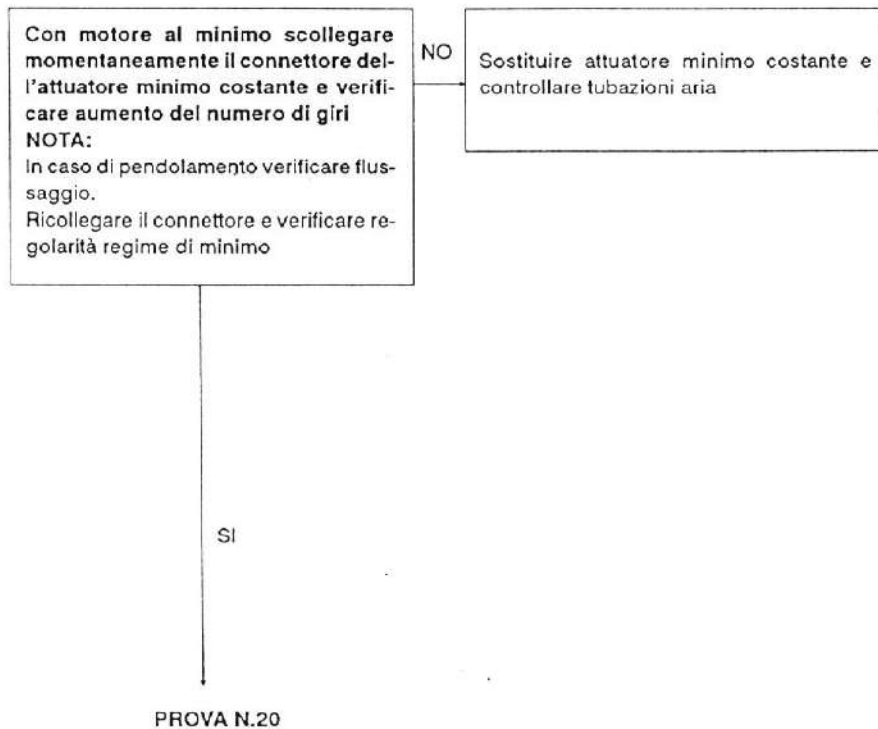 Con motore al minimo scollegare
momentaneamente il connettore del-
l'attuatore minimo costante e verifi-
care aumento del numero di giri
NOTA:
In caso di pendolamento verificare flus-
saggio.
Ricollegare il connettore e verificare re-
golarità regime di minimo
NO
Sostituire attuatore minimo costante e
controllare tubazioni aria
SI
PROVA N.20